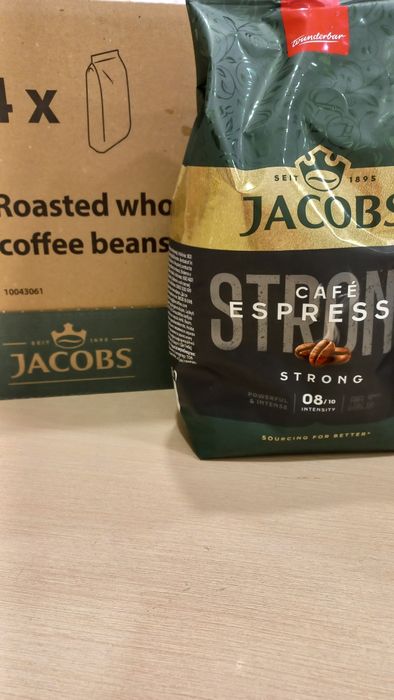 4 x
Roasted who
coffee beans
10043061
SEIT 1895
JACOBS
wunderbar
SEIT 1895
JACOBS
STRON
CAFÉ
ESPRESS
STRONG
POWERFUL
& INTENSE
08/10
INTENSITY
SOURCING FOR BETTER*